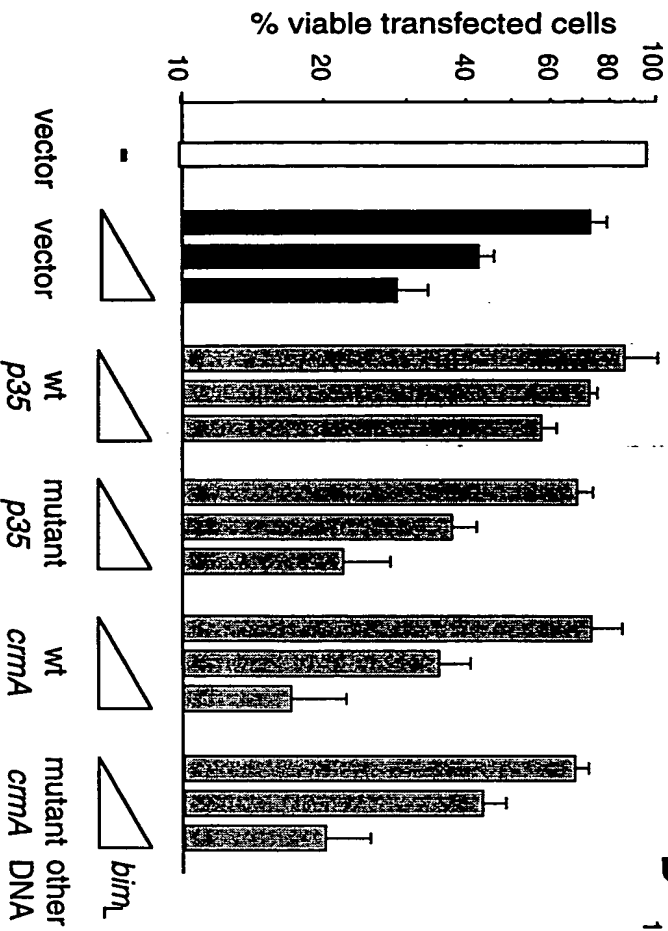 % viable transfected cells
100
80
60
40
20
10
- bimL
vector vector wt p35 mutant p35 wt crmA mutant crmA other DNA
1